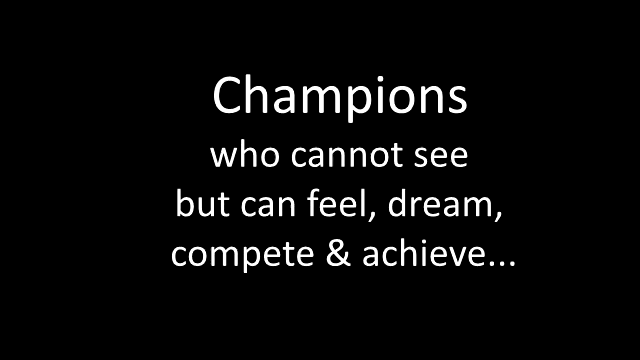 Champions
who cannot see
but can feel, dream,
compete & achieve...